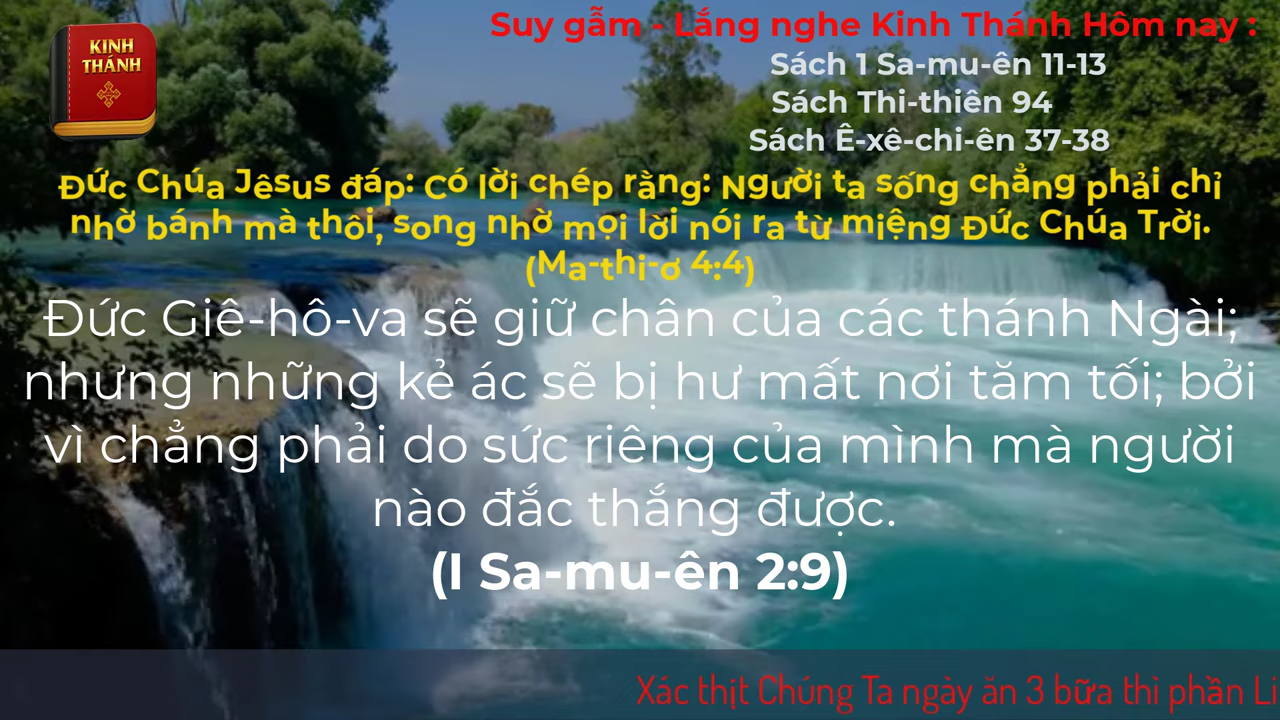 KINH
THÁNH
Suy gẫm - Lắng nghe Kinh Thánh Hôm nay :
Sách 1 Sa-mu-ên 11-13
Sách Thi-thiên 94
Sách Ê-xê-chi-ên 37-38
Đức Chúa Jêsus đáp: Có lời chép rằng: Người ta sống chẳng phải chỉ
nhờ bánh mà thôi, song nhờ mọi lời nói ra từ miệng Đức Chúa Trời.
(Ma-thi-ơ 4:4)
Đức Giê-hô-va sẽ giữ chân của các thánh Ngài;
nhưng những kẻ ác sẽ bị hư mất nơi tăm tối; bởi
vì chẳng phải do sức riêng của mình mà người
nào đắc thắng được.
(I Sa-mu-ên 2:9)
Xác thịt Chúng Ta ngày ăn 3 bữa thì phần Li